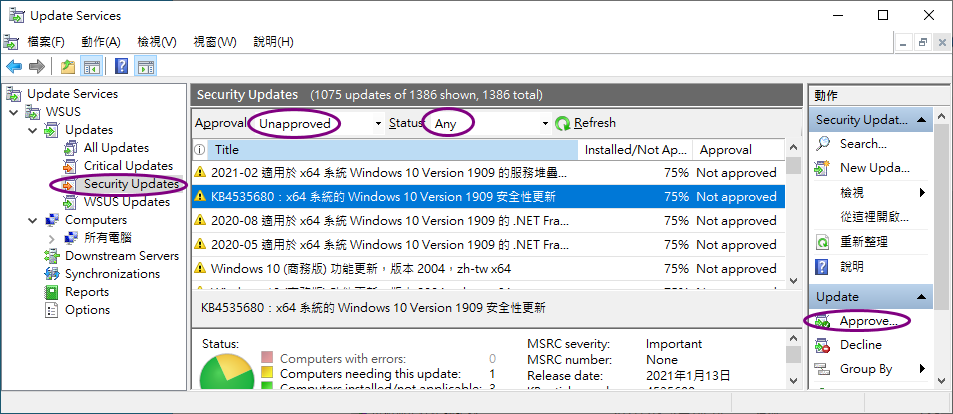 Update Services
檔案(F) 動作(A) 檢視(V) 視窗(W) 說明(H)
Update Services
WSUS
Updates
All Updates
Critical Updates
Security Updates
WSUS Updates
Computers
所有電腦
Downstream Servers
Synchronizations
Reports
Options
Security Updates (1075 updates of 1386 shown, 1386 total)
Approval: Unapproved Status: Any Refresh
Title Installed/Not Ap... Approval
2021-02 適用於 x64 系統 Windows 10 Version 1909 的服務堆疊... 75% Not approved
KB4535680：x64 系統的 Windows 10 Version 1909 安全性更新 75% Not approved
2020-08 適用於 x64 系統 Windows 10 Version 1909 的 .NET Fra... 75% Not approved
2020-05 適用於 x64 系統 Windows 10 Version 1909 的 .NET Fra... 75% Not approved
Windows 10 (商務版) 功能更新，版本 2004，zh-tw x64 75% Not approved
KB4535680：x64 系統的 Windows 10 Version 1909 安全性更新
Status:
Computers with errors: 0
Computers needing this update: 1
Computers installed/not applicable: 3
MSRC severity: Important
MSRC number: None
Release date: 2021年1月13日
動作
Security Updat...
Search...
New Upda...
檢視
從這裡開啟...
重新整理
說明
Update
Approve...
Decline
Group By